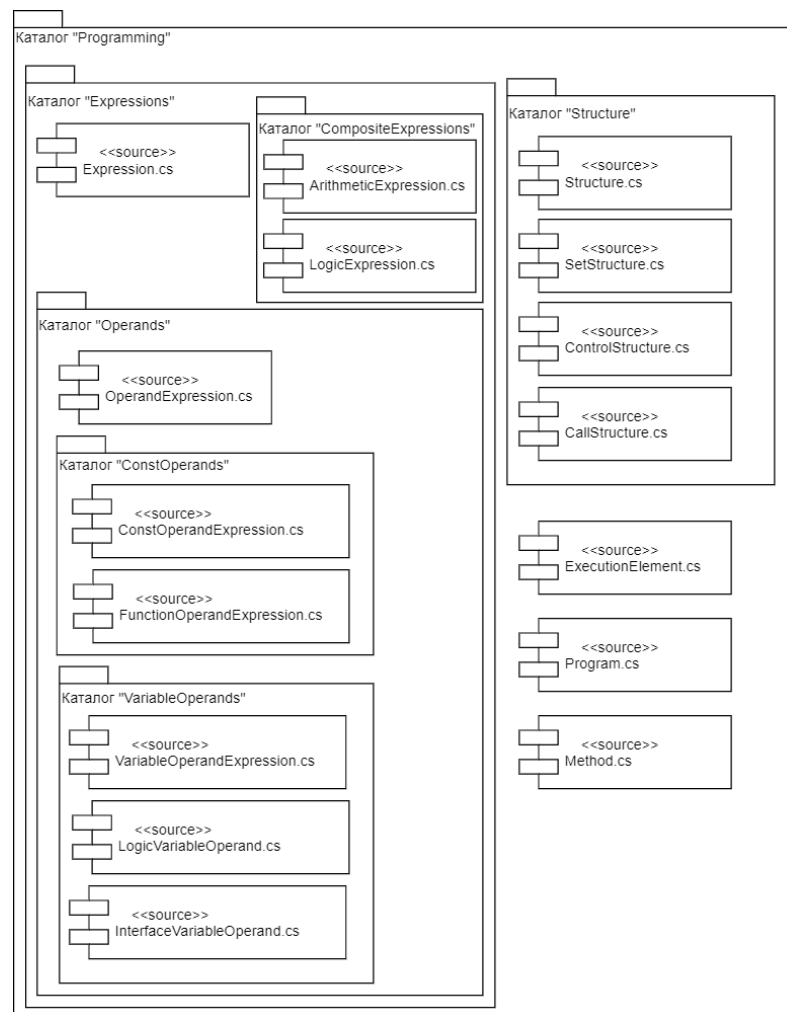 Каталог "Programming"
Каталог "Expressions"
<<source>>
Expression.cs
Каталог "CompositeExpressions"
<<source>>
ArithmeticExpression.cs
<<source>>
LogicExpression.cs
Каталог "Operands"
<<source>>
OperandExpression.cs
Каталог "ConstOperands"
<<source>>
ConstOperandExpression.cs
<<source>>
FunctionOperandExpression.cs
Каталог "VariableOperands"
<<source>>
VariableOperandExpression.cs
<<source>>
LogicVariableOperand.cs
<<source>>
InterfaceVariableOperand.cs
Каталог "Structure"
<<source>>
Structure.cs
<<source>>
SetStructure.cs
<<source>>
ControlStructure.cs
<<source>>
CallStructure.cs
<<source>>
ExecutionElement.cs
<<source>>
Program.cs
<<source>>
Method.cs